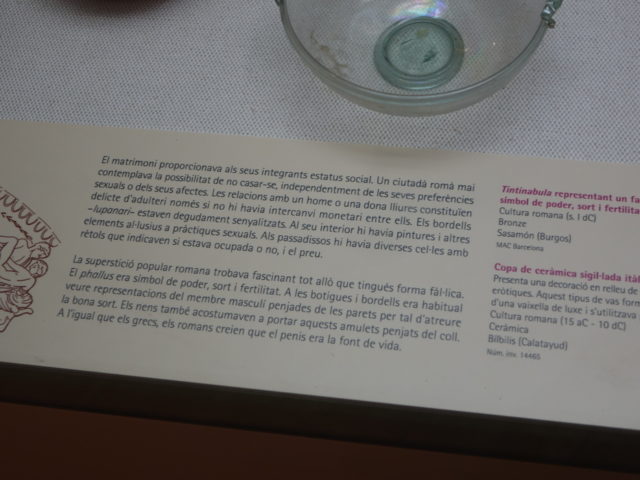 El matrimoni proporcionava als seus integrants estatus social. Un ciutadà romà mai
contemplava la possibilitat de no casar-se, independentment de les seves preferències
sexuals o dels seus afectes. Les relacions amb un home o una dona lliures constituïen
delicte d'adulteri només si no hi havia intercanvi monetari entre ells. Els bordells
–lupanari– estaven degudament senyalitzats. Al seu interior hi havia pintures i altres
elements al·lusius a pràctiques sexuals. Als passadissos hi havia diverses cel·les amb
rètols que indicaven si estava ocupada o no, i el preu.
La superstició popular romana trobava fascinant tot allò que tingués forma fàl·lica.
El phallus era símbol de poder, sort i fertilitat. A les botigues i bordells era habitual
veure representacions del membre masculí penjades de les parets per tal d'atreure
la bona sort. Els nens també acostumaven a portar aquests amulets penjats del coll.
A l'igual que els grecs, els romans creien que el penis era la font de vida.
Tintinabula representant un
símbol de poder, sort i fertilita
Cultura romana (s. I dC)
Bronze
Sasamón (Burgos)
MAC Barcelona
Copa de ceràmica sigil·lada itàl
Presenta una decoració en relleu de
eròtiques. Aquest tipus de vas form
d'una vaixella de luxe i s'utilitzava
Cultura romana (15 aC - 10 dC)
Ceràmica
Bílbilis (Calatayud)
Núm. inv. 14465